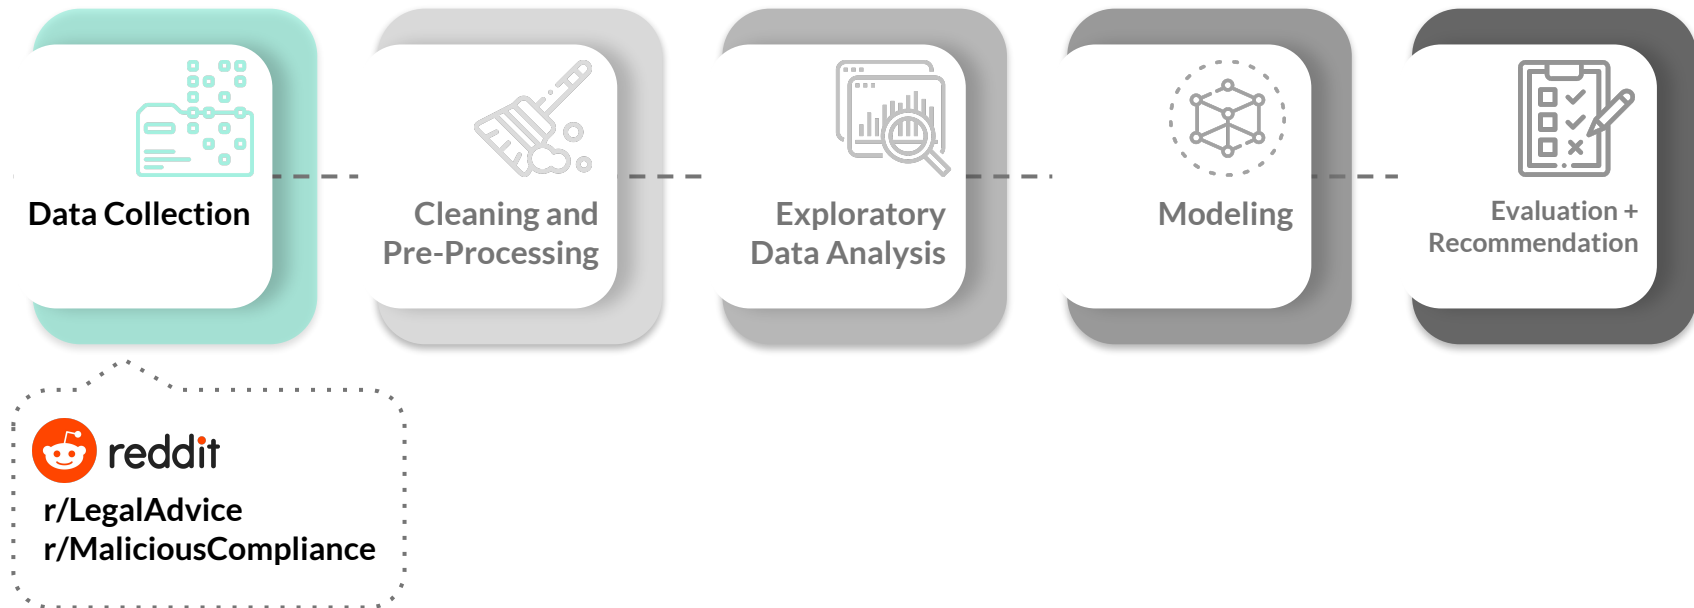 Data Collection
Cleaning and
Pre-Processing
Exploratory
Data Analysis
Modeling
Evaluation +
Recommendation
reddit
r/LegalAdvice
r/MaliciousCompliance